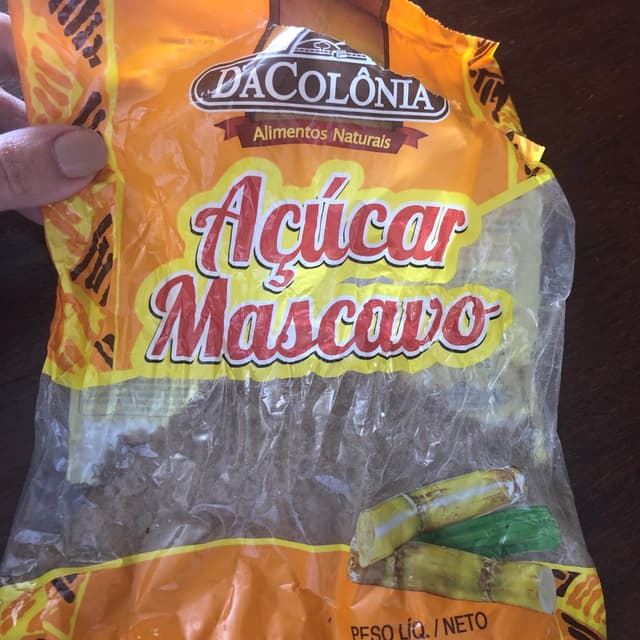 DACOLÔNIA
Alimentos Naturais
Açúcar
Mascavo
PESO LÍQ. / NETO